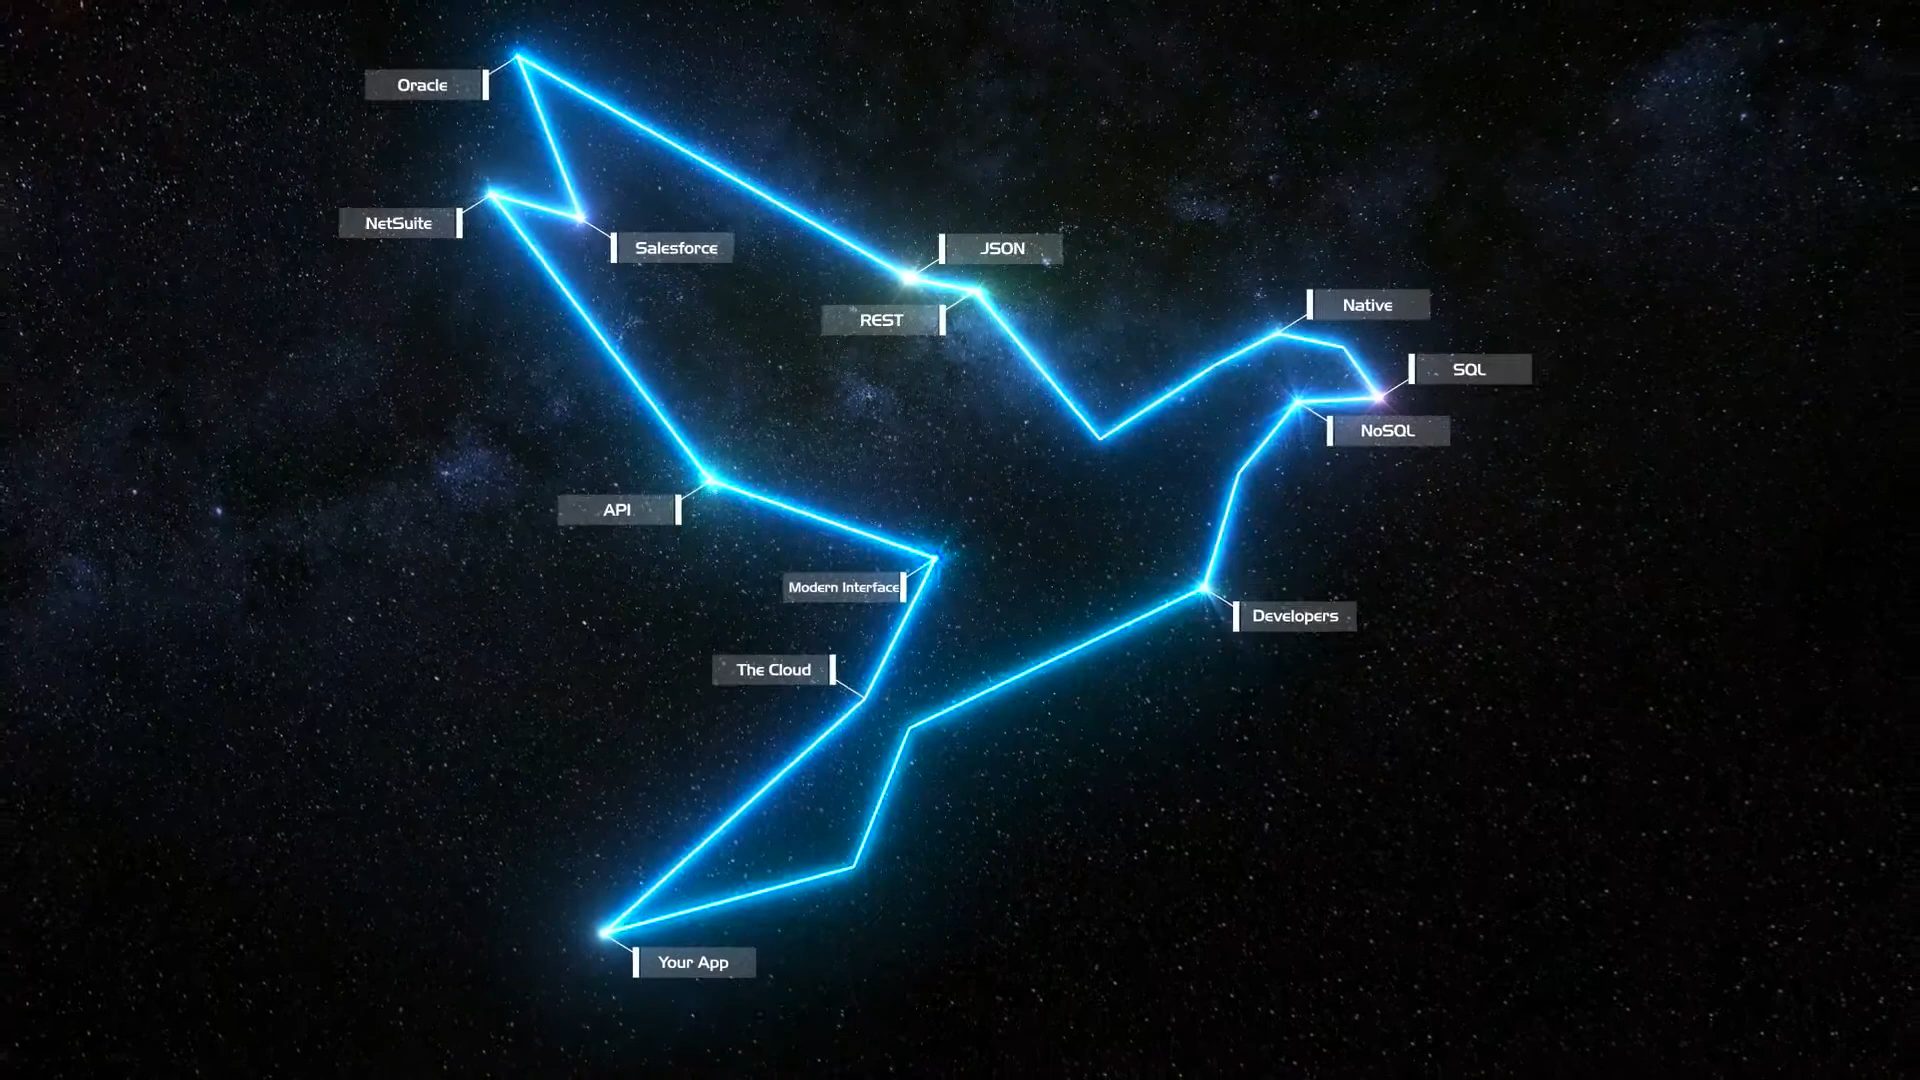 Oracle
NetSuite
Salesforce
JSON
REST
Native
SQL
NoSQL
API
Modern Interface
Developers
The Cloud
Your App